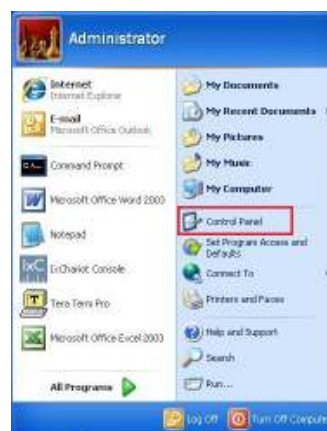 Administrator
Internet
Internet Explorer
E-mail
Microsoft Office Outlook
Command Prompt
Microsoft Office Word 2003
Notepad
IxChariot Console
Tera Term Pro
Microsoft Office Excel 2003
All Programs
My Documents
My Recent Documents
My Pictures
My Music
My Computer
Control Panel
Set Program Access and
Defaults
Connect To
Printers and Faxes
Help and Support
Search
Run...
Log Off
Turn Off Computer